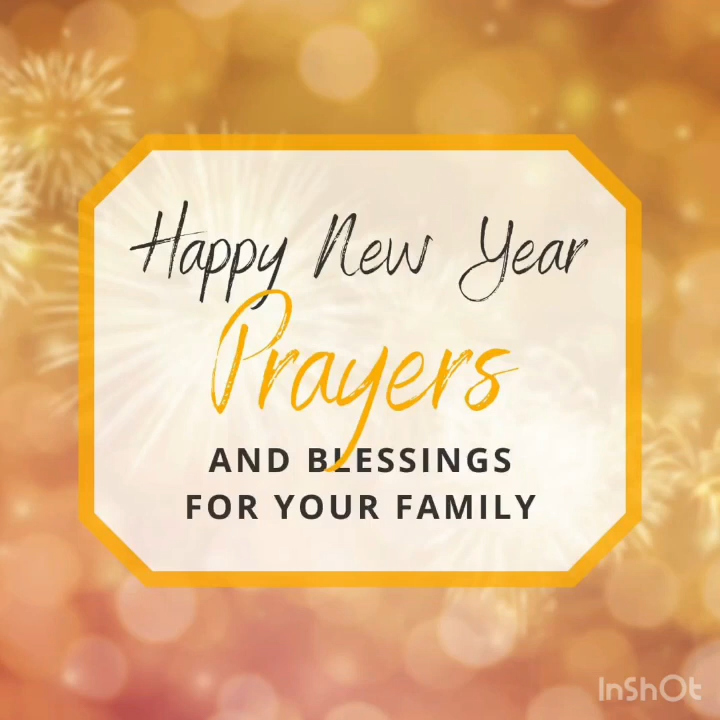 Happy New Year
Prayers
AND BLESSINGS
FOR YOUR FAMILY
InShOt